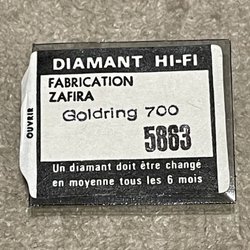 DIAMANT HI-FI
FABRICATION
ZAFIRA
Goldring 700
5863
OUVRIR
Un diamant doit être changé
en moyenne tous les 6 mois